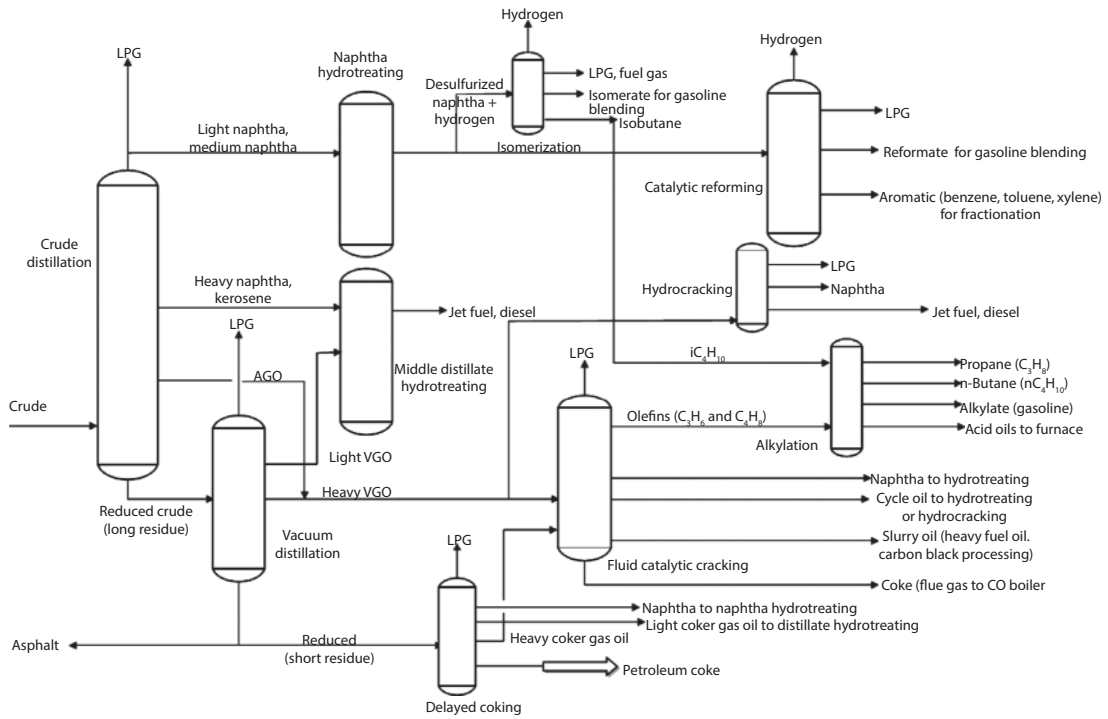 Hydrogen
LPG
Naphtha
hydrotreating
Desulfurized
naphtha +
hydrogen
LPG, fuel gas
Isomerate for gasoline
blending
Isobutane
Hydrogen
LPG
Light naphtha,
medium naphtha
Isomerization
Reformate for gasoline blending
Catalytic reforming
Aromatic (benzene, toluene, xylene)
for fractionation
Crude
distillation
Heavy naphtha,
kerosene
Jet fuel, diesel
LPG
Hydrocracking
Naphtha
Jet fuel, diesel
LPG
AGO
Middle distillate
hydrotreating
LPG
iC₄H₁₀
Propane (C₃H₈)
n-Butane (nC₄H₁₀)
Alkylate (gasoline)
Acid oils to furnace
Crude
Olefins (C₃H₆ and C₄H₈)
Alkylation
Light VGO
Heavy VGO
Reduced crude
(long residue)
Vacuum
distillation
Naphtha to hydrotreating
Cycle oil to hydrotreating
or hydrocracking
Slurry oil (heavy fuel oil.
carbon black processing)
Fluid catalytic cracking
Coke (flue gas to CO boiler
LPG
Naphtha to naphtha hydrotreating
Light coker gas oil to distillate hydrotreating
Heavy coker gas oil
Asphalt
Reduced
(short residue)
Petroleum coke
Delayed coking